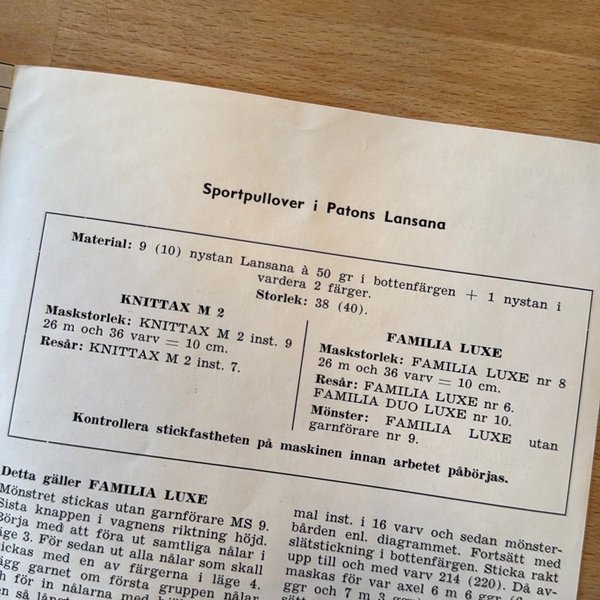 Sportpullover i Patons Lansana
Material: 9 (10) nystan Lansana à 50 gr i bottenfärgen + 1 nystan i
vardera 2 färger.
Storlek: 38 (40).
KNITTAX M 2
Maskstorlek: KNITTAX M 2 inst. 9
26 m och 36 varv = 10 cm.
Resår: KNITTAX M 2 inst. 7.
FAMILIA LUXE
Maskstorlek: FAMILIA LUXE nr 8
26 m och 36 varv = 10 cm.
Resår: FAMILIA LUXE nr 6.
FAMILIA DUO LUXE nr 10.
Mönster: FAMILIA LUXE utan
garnförare nr 9.
Kontrollera stickfastheten på maskinen innan arbetet påbörjas.
Detta gäller FAMILIA LUXE
Mönstret stickas utan garnförare MS 9.
Sista knappen i vagnens riktning höjd.
Börja med att föra ut samtliga nålar i
läge 3. För sedan ut alla nålar som skall
stickas med en av färgerna i läge 4.
garnet om första gruppen nålar
för in nålarna med
så långt
mal inst. i 16 varv och sedan mönster-
bården enl. diagrammet. Fortsätt med
slätstickning i bottenfärgen. Sticka rakt
upp till och med varv 214 (220). Då av-
maskas för var axel 6 m 6 ggr
ggr och 7 m 3 ggr